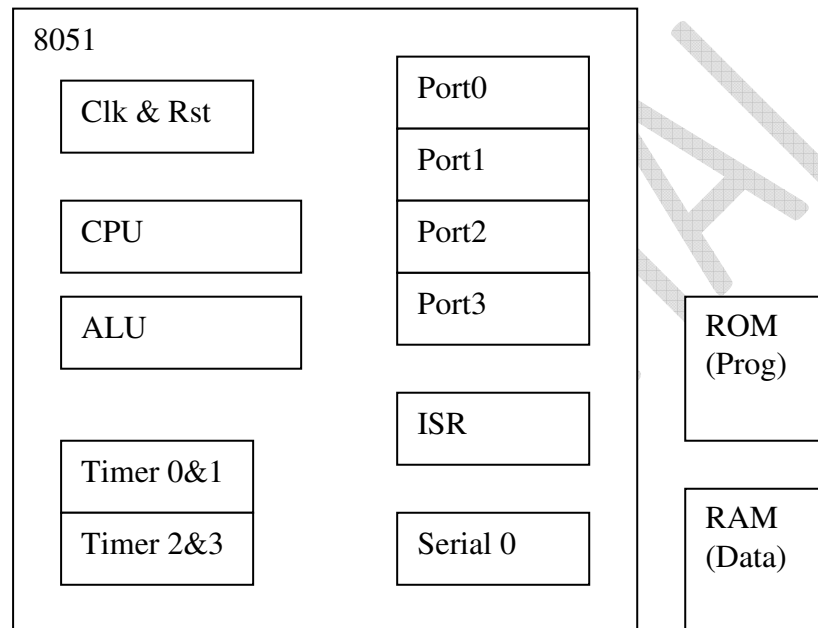 8051
Clk & Rst
CPU
ALU
Timer 0&1
Timer 2&3
Port0
Port1
Port2
Port3
ISR
Serial 0
ROM
(Prog)
RAM
(Data)